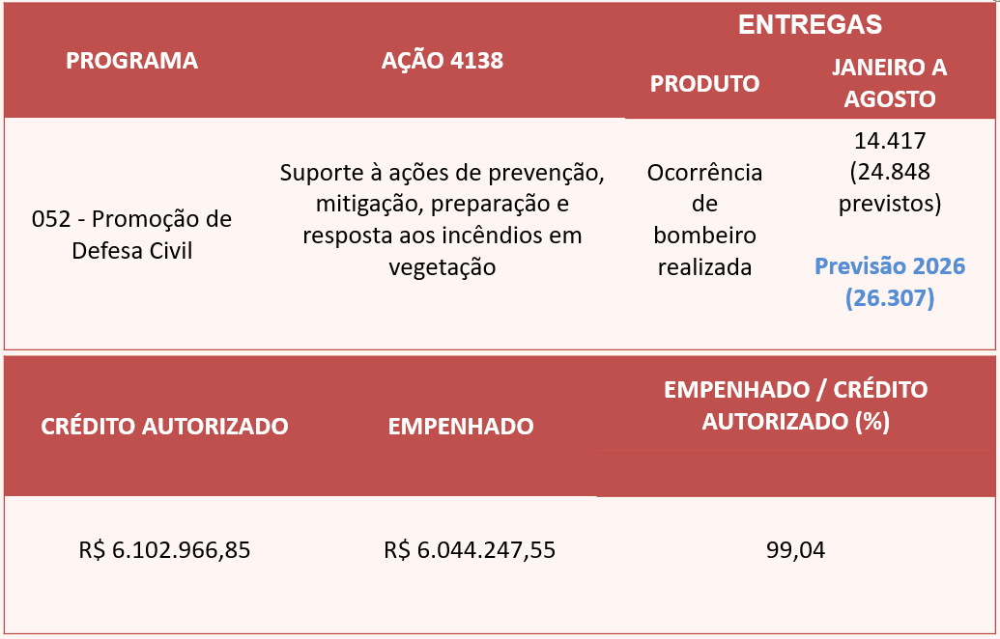 PROGRAMA
AÇÃO 4138
ENTREGAS
PRODUTO
JANEIRO A
AGOSTO
052 - Promoção de
Defesa Civil
Suporte à ações de prevenção,
mitigação, preparação e
resposta aos incêndios em
vegetação
Ocorrência
de
bombeiro
realizada
14.417
(24.848
previstos)
Previsão 2026
(26.307)
CRÉDITO AUTORIZADO
EMPENHADO
EMPENHADO / CRÉDITO
AUTORIZADO (%)
R$ 6.102.966,85
R$ 6.044.247,55
99,04